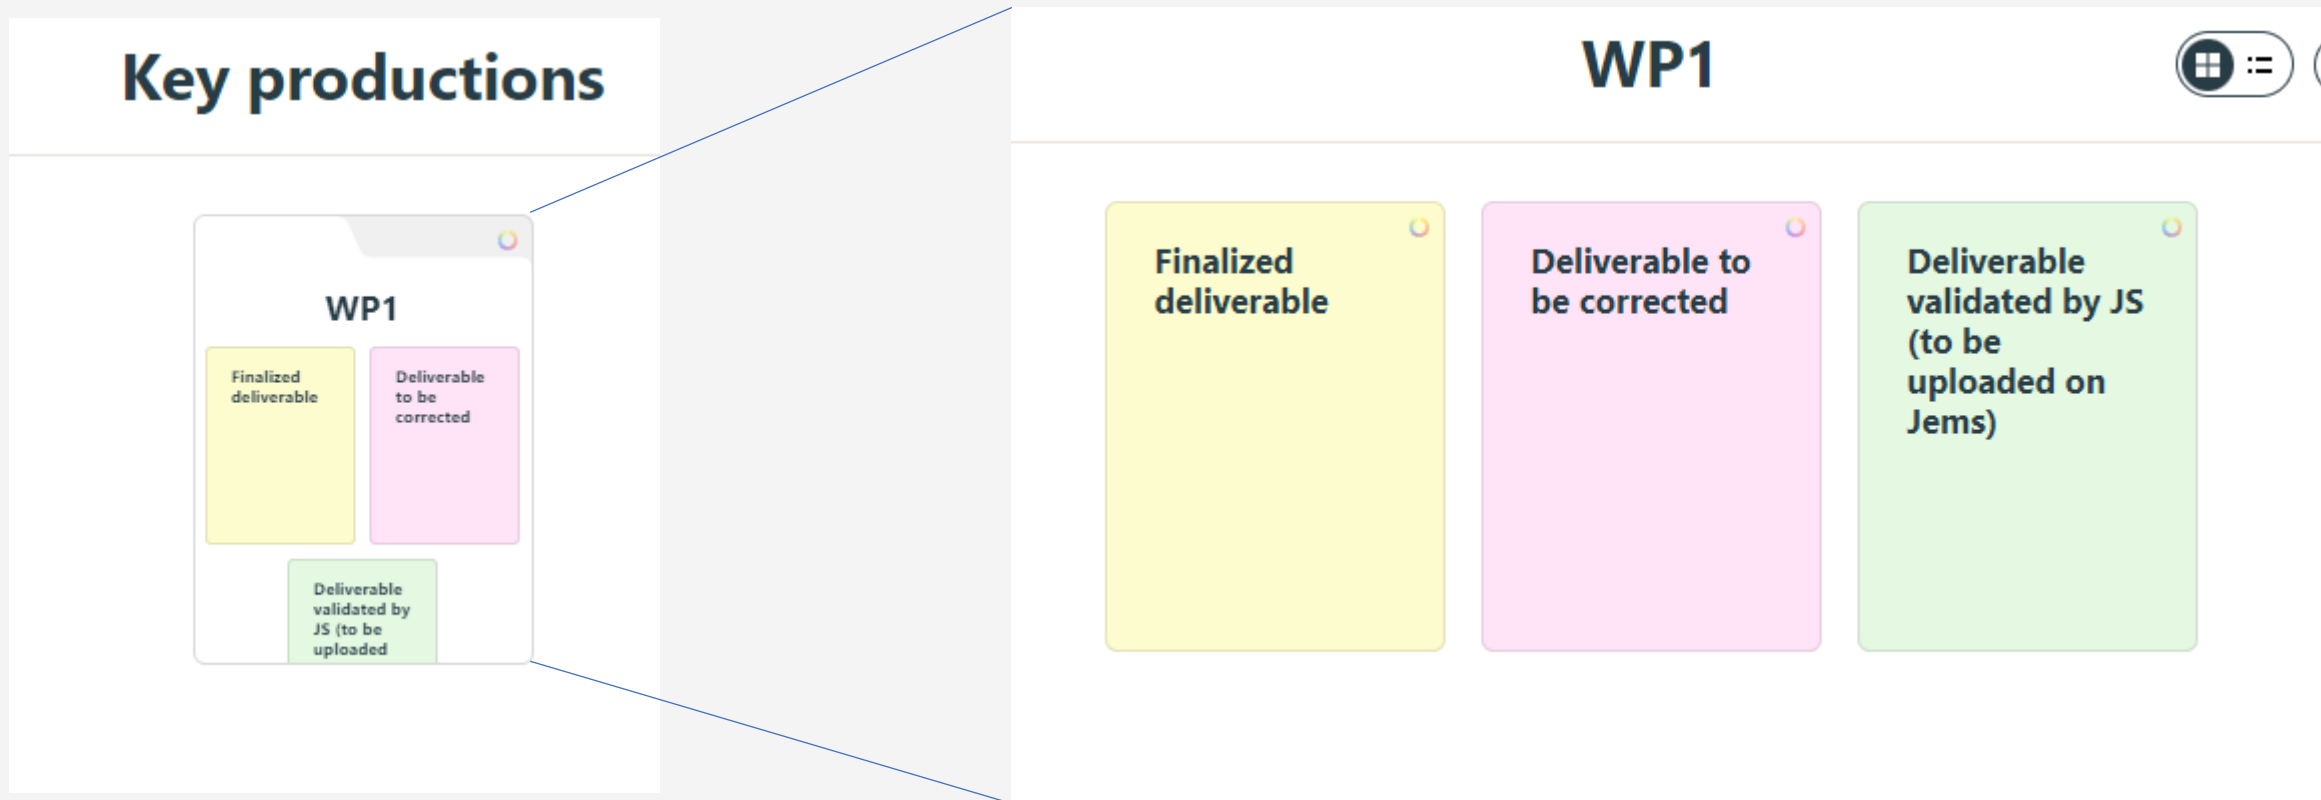 Key productions
WP1
Finalized
deliverable
Deliverable
to be
corrected
Deliverable
validated by
JS (to be
uploaded
WP1
Finalized
deliverable
Deliverable to
be corrected
Deliverable
validated by JS
(to be
uploaded on
Jems)